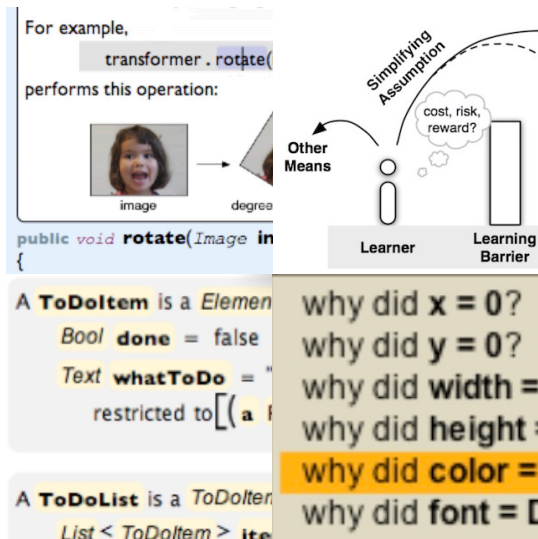 For example,
transformer . rotate(
performs this operation:
image
degree
public void rotate(Image in
{
Simplifying
Assumption
cost, risk,
reward?
Other
Means
Learner
Learning
Barrier
A ToDoItem is a Elemen
Bool done = false
Text whatToDo = "
restricted to[( a
A ToDoList is a ToDoIten
List < ToDoItem > ite
why did x = 0?
why did y = 0?
why did width =
why did height =
why did color =
why did font =